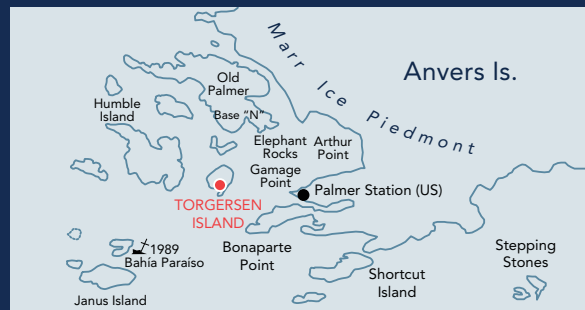 Marr Ice Piedmont
Anvers Is.
Old
Palmer
Base "N"
Humble
Island
Elephant
Rocks
Arthur
Point
Gamage
Point
Palmer Station (US)
TORGERSEN
ISLAND
Bonaparte
Point
1989
Bahía Paraíso
Janus Island
Shortcut
Island
Stepping
Stones